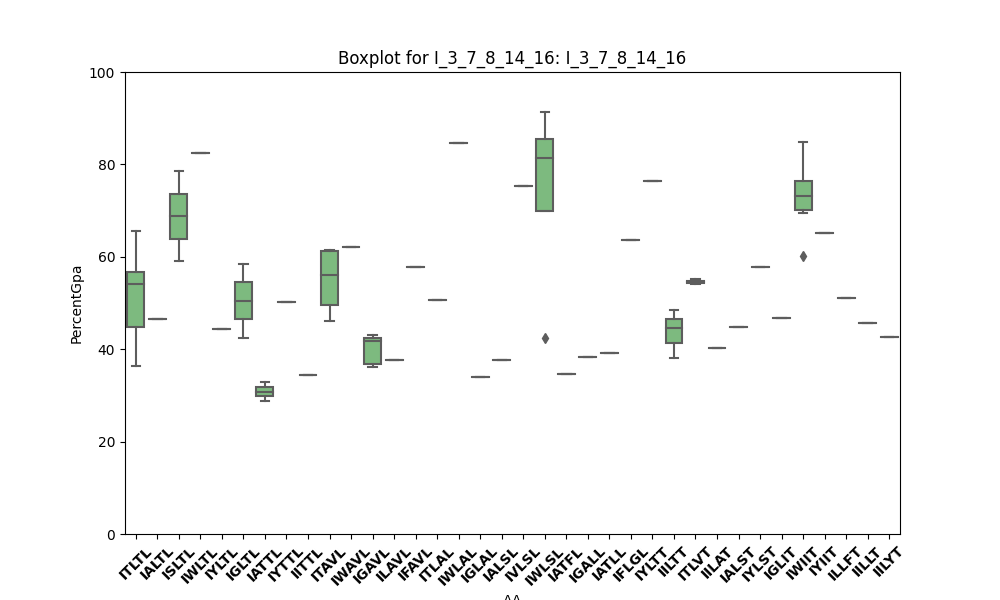 Boxplot for I_3_7_8_14_16: I_3_7_8_14_16
PercentGpa
100
80
60
40
20
0
ITLTL
IALTL
ISLTL
IWLTL
IYLTL
IGLTL
IATTL
IYTTL
IITTL
ITAVL
IWAVL
IGAVL
ILAVL
IFAVL
ITLAL
IWLAL
IGLAL
IALSL
IVLSL
IWLSL
IATFL
IGALL
IATLL
IFLGL
IYLTT
IILTT
ITLVT
IILAT
IALST
IYLST
IGLIT
IWIIT
IYIIT
ILLFT
IILLT
IILYT
AA